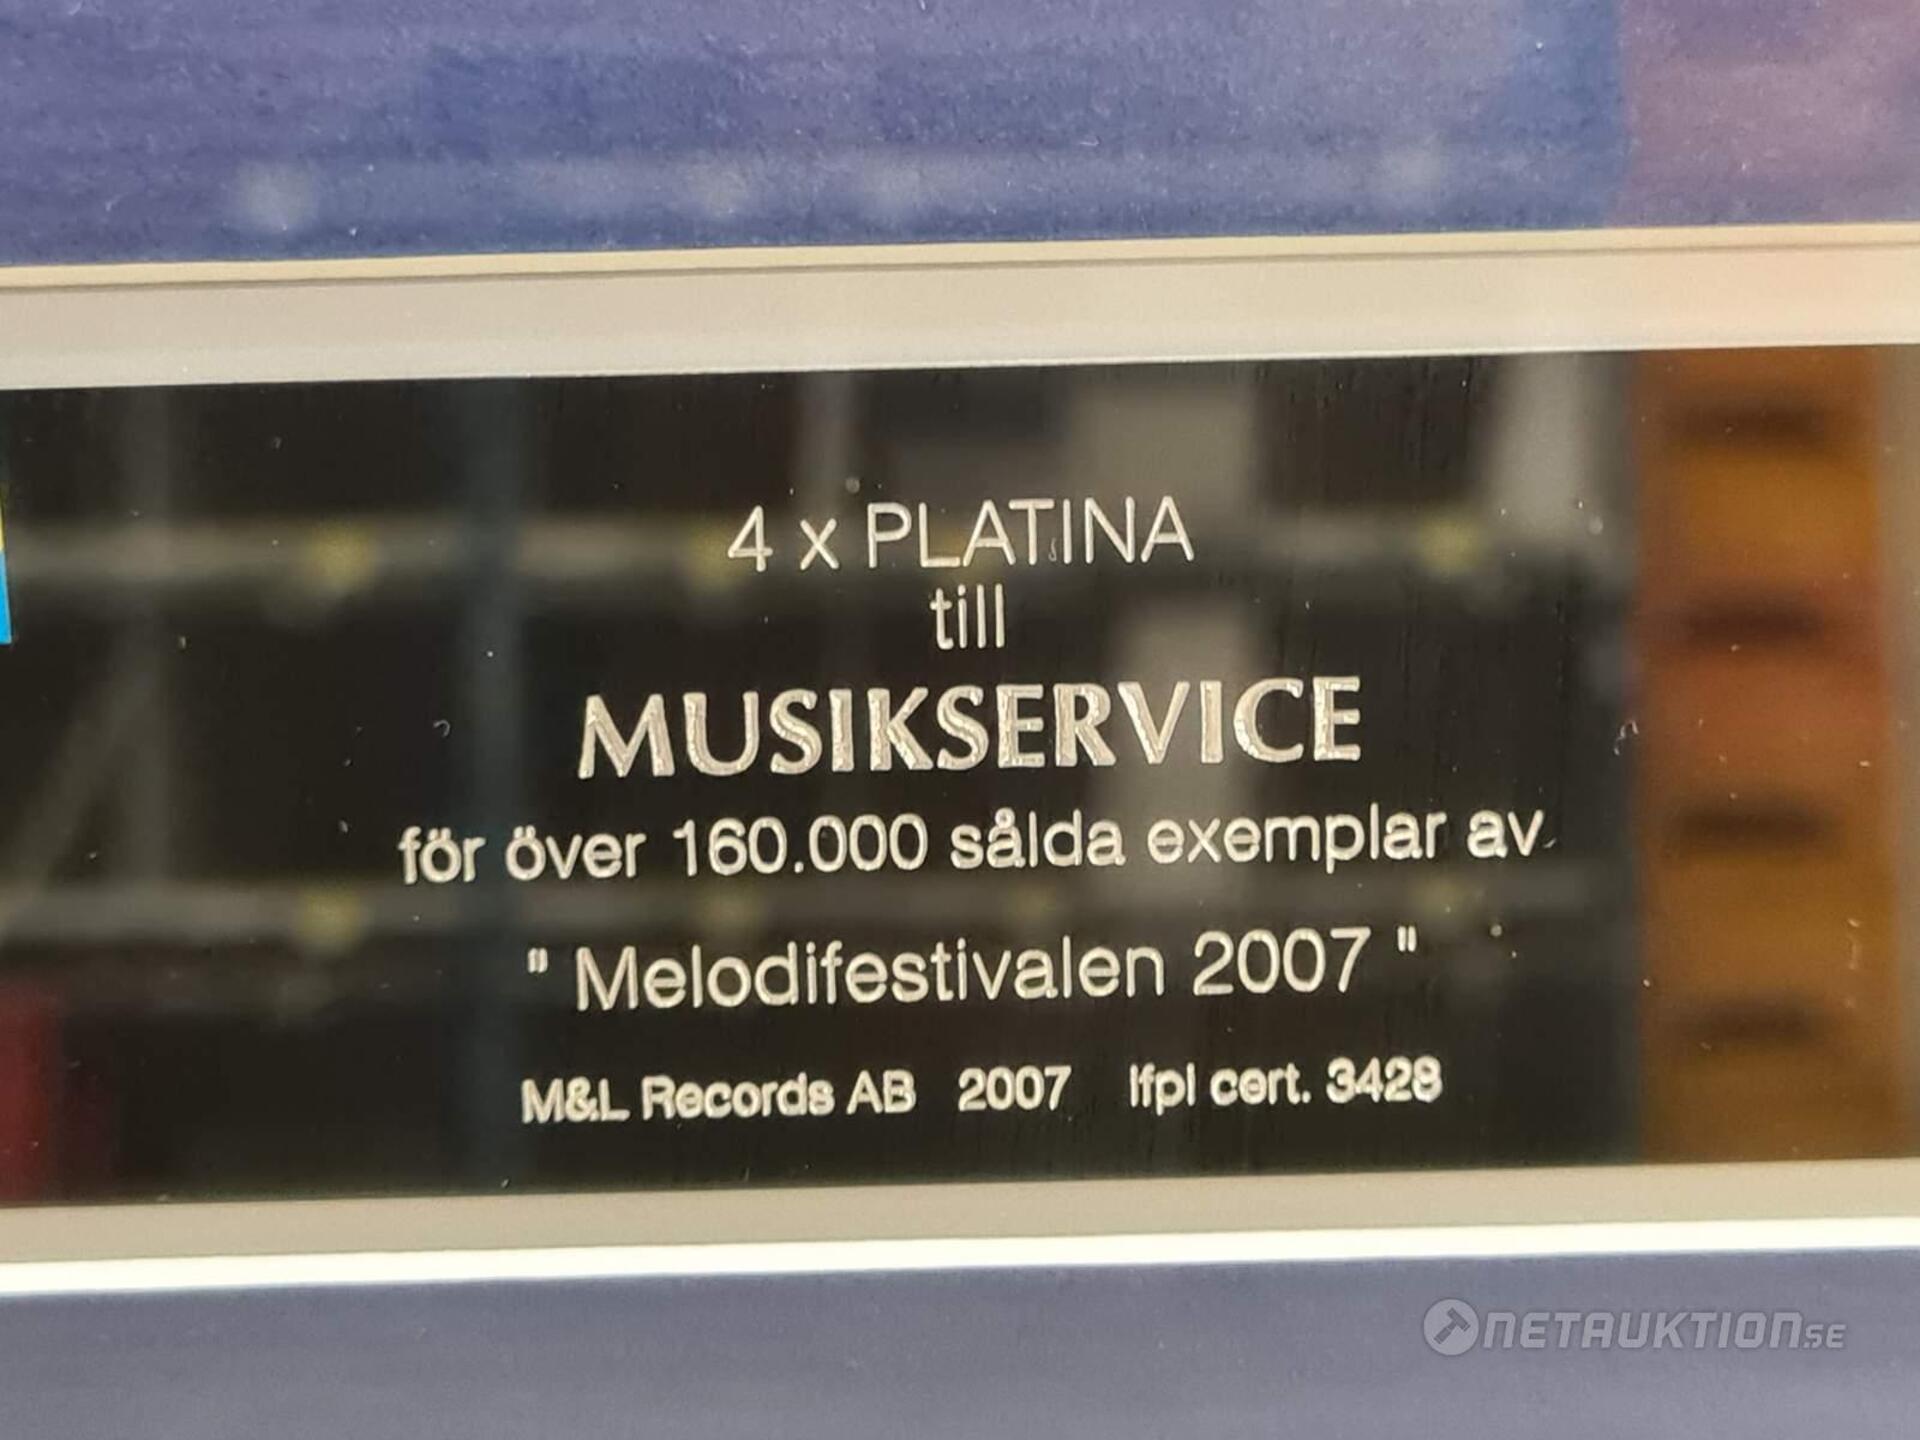 4 x PLATINA
till
MUSIKSERVICE
för över 160.000 sålda exemplar av
" Melodifestivalen 2007 "
M&L Records AB 2007 Ifpi cert. 3428
NETAUKTION.SE